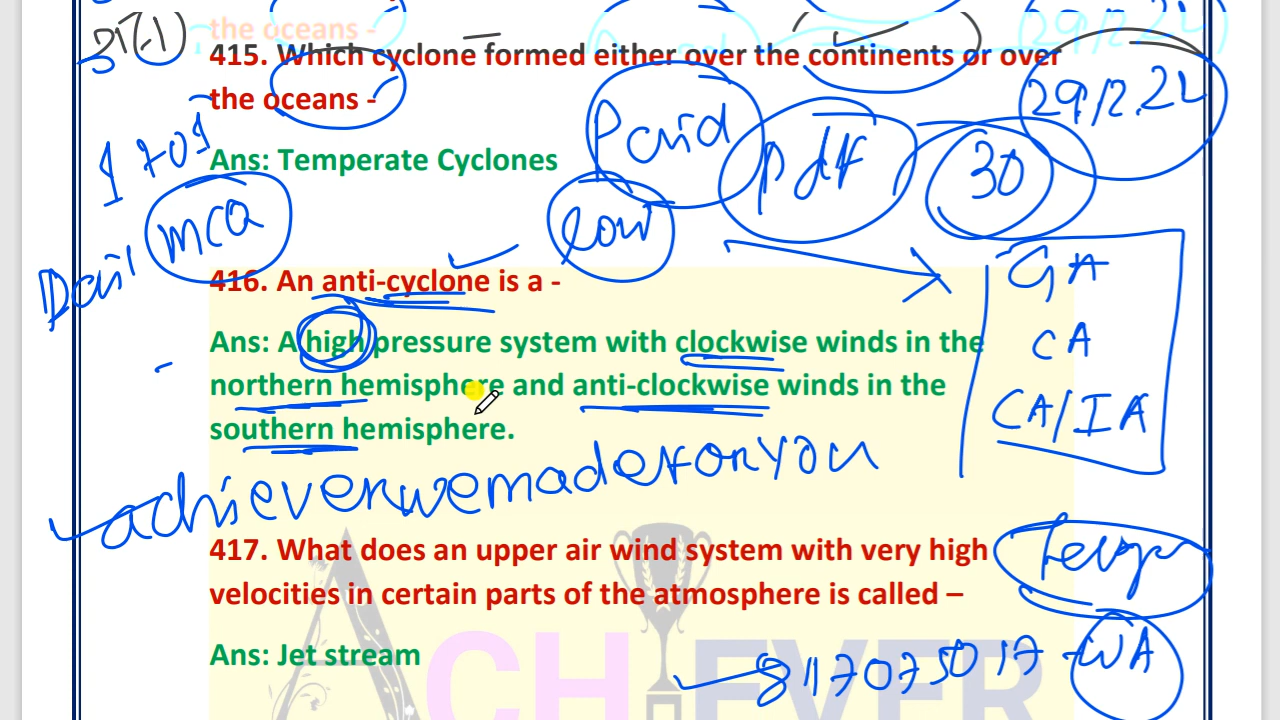 the oceans -
415. Which cyclone formed either over the continents or over
the oceans -
29/2.24
Paid
pdf
30
Ans: Temperate Cyclones
MCQ
low
GA
416. An anti-cyclone is a -
CA
Ans: A high pressure system with clockwise winds in the
northern hemisphere and anti-clockwise winds in the
CA/IA
southern hemisphere.
achieverwemadeforyou
417. What does an upper air wind system with very high
velocities in certain parts of the atmosphere is called –
Ans: Jet stream
8117075017 WA
ACHIEVER